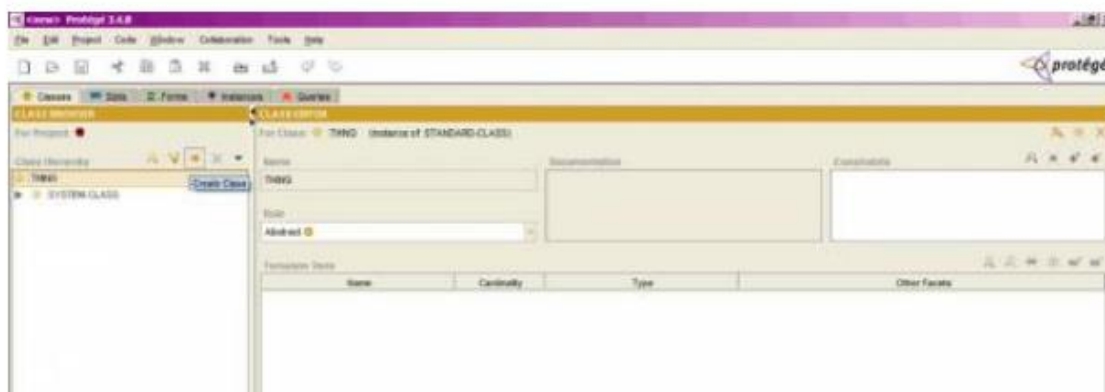 <new> Protégé 3.4.8
File Edit Project Code Window Collaboration Tools Help
protégé
Classes Slots Forms Instances Queries
CLASS BROWSER
CLASS EDITOR
For Project:
For Class: THING (instance of STANDARD-CLASS)
Class Hierarchy
Name
Documentation
Constraints
THING
Create Class
THING
SYSTEM-CLASS
Role
Abstract
Template Slots
Name Cardinality Type Other Facets